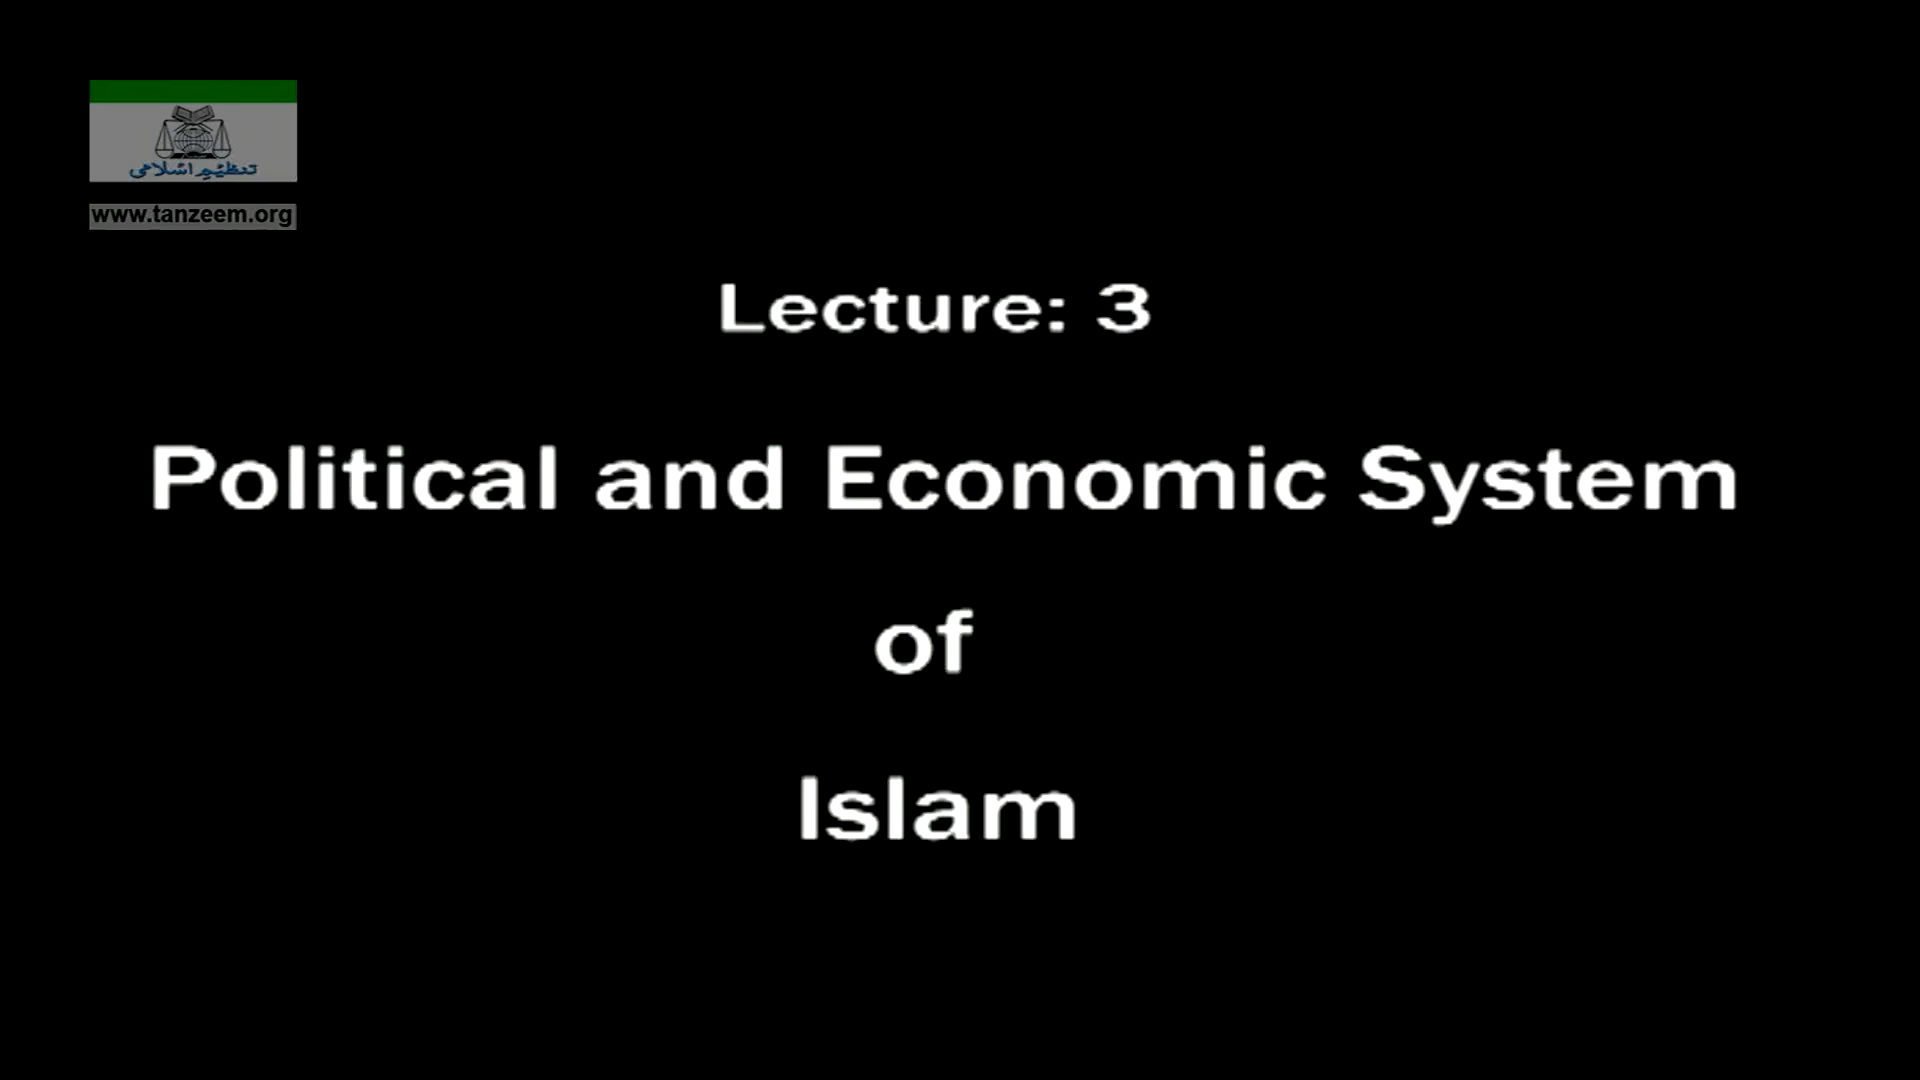 تنظیمِ اسلامی
www.tanzeem.org
Lecture: 3
Political and Economic System
of
Islam